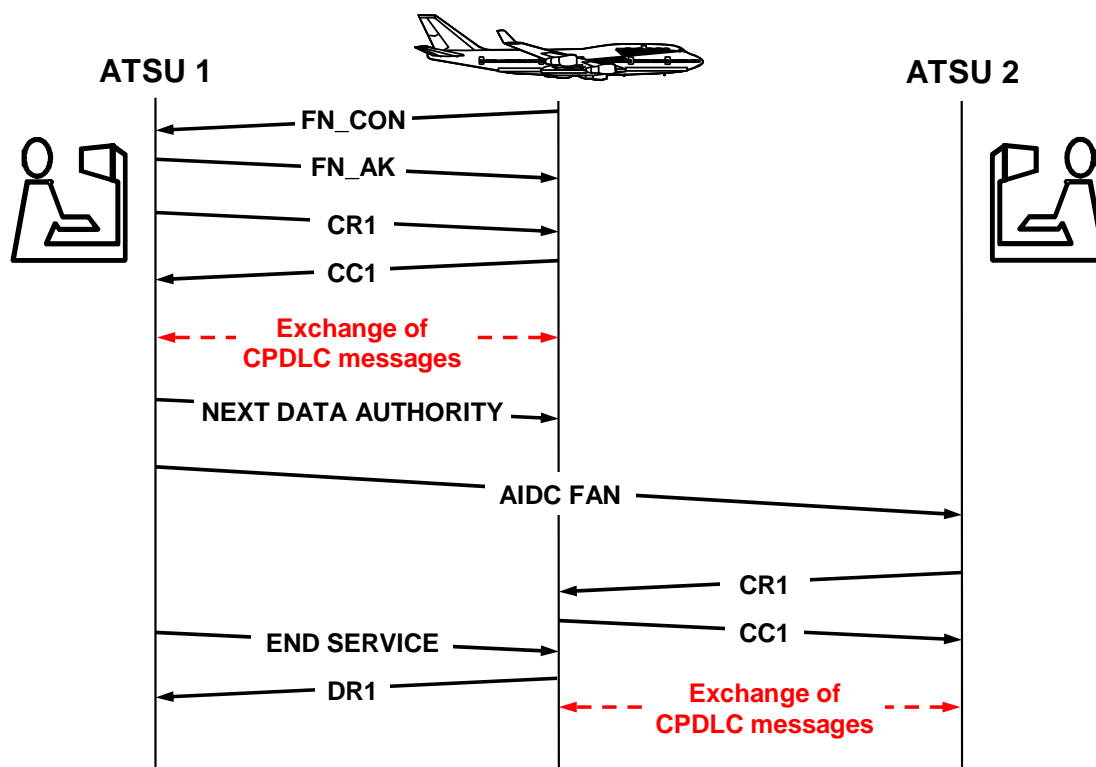 ATSU 1
ATSU 2
FN_CON
FN_AK
CR1
CC1
Exchange of
CPDLC messages
NEXT DATA AUTHORITY
AIDC FAN
CR1
CC1
END SERVICE
DR1
Exchange of
CPDLC messages